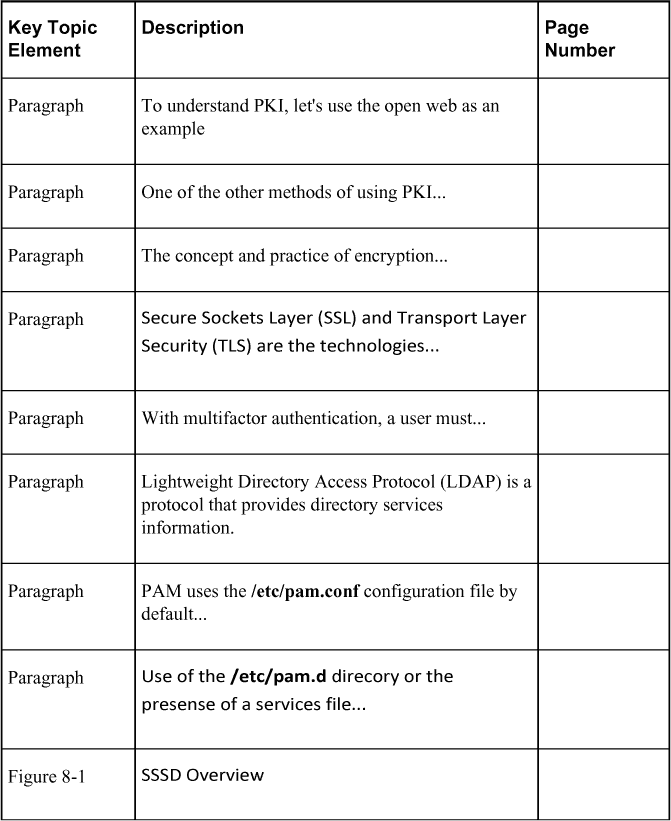 Key Topic Element
Description
Page Number
Paragraph
To understand PKI, let's use the open web as an
example
Paragraph
One of the other methods of using PKI...
Paragraph
The concept and practice of encryption...
Paragraph
Secure Sockets Layer (SSL) and Transport Layer
Security (TLS) are the technologies...
Paragraph
With multifactor authentication, a user must...
Paragraph
Lightweight Directory Access Protocol (LDAP) is a
protocol that provides directory services
information.
Paragraph
PAM uses the /etc/pam.conf configuration file by
default...
Paragraph
Use of the /etc/pam.d direcory or the
presense of a services file...
Figure 8-1
SSSD Overview